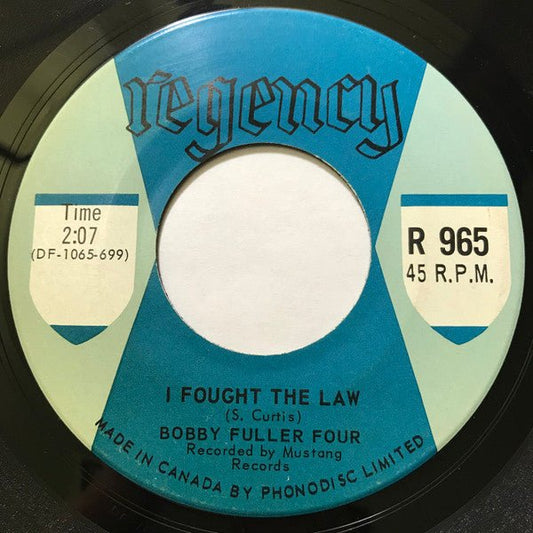 regency
Time
2:07
(DF-1065-699)
R 965
45 R.P.M.
I FOUGHT THE LAW
(S. Curtis)
BOBBY FULLER FOUR
Recorded by Mustang
Records
MADE IN CANADA BY PHONODISC LIMITED